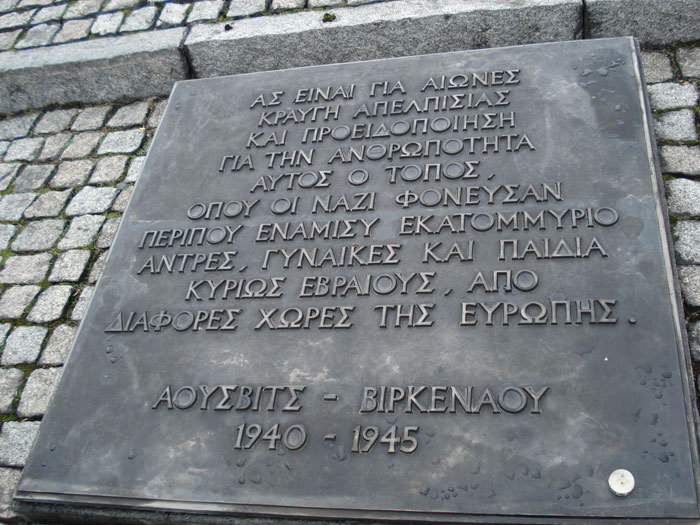 ΑΣ ΕΙΝΑΙ ΓΙΑ ΑΙΩΝΕΣ
ΚΡΑΥΓΗ ΑΠΕΛΠΙΣΙΑΣ
ΚΑΙ ΠΡΟΕΙΔΟΠΟΙΗΣΗ
ΓΙΑ ΤΗΝ ΑΝΘΡΩΠΟΤΗΤΑ
ΑΥΤΟΣ Ο ΤΟΠΟΣ,
ΟΠΟΥ ΟΙ ΝΑΖΙ ΦΟΝΕΥΣΑΝ
ΠΕΡΙΠΟΥ ΕΝΑΜΙΣΥ ΕΚΑΤΟΜΜΥΡΙΟ
ΑΝΤΡΕΣ, ΓΥΝΑΙΚΕΣ ΚΑΙ ΠΑΙΔΙΑ
ΚΥΡΙΩΣ ΕΒΡΑΙΟΥΣ, ΑΠΟ
ΔΙΑΦΟΡΕΣ ΧΩΡΕΣ ΤΗΣ ΕΥΡΩΠΗΣ.
ΑΟΥΣΒΙΤΣ - ΒΙΡΚΕΝΑΟΥ
1940 - 1945